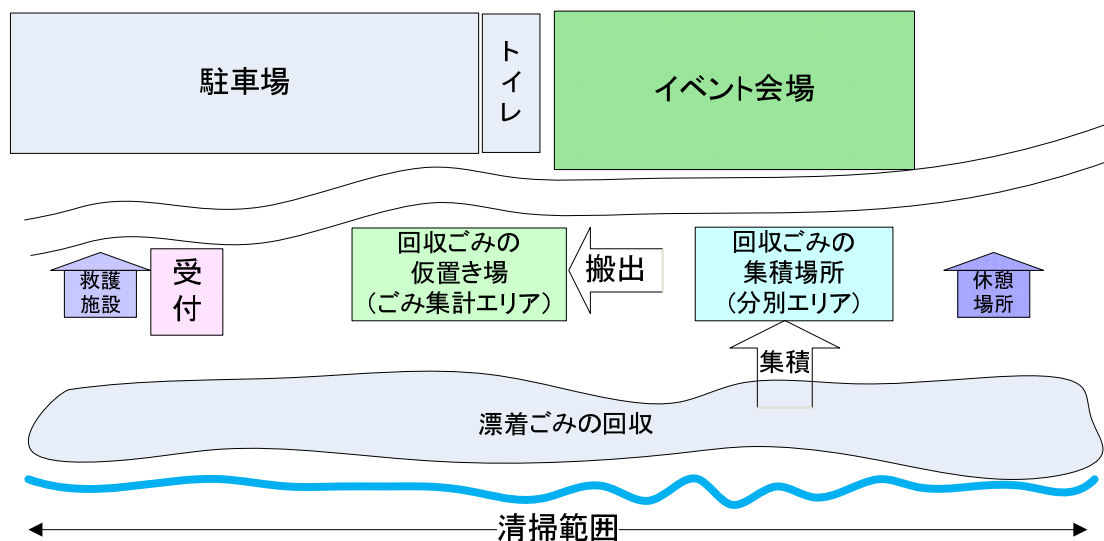 駐車場
トイレ
イベント会場
救護
施設
受付
回収ごみの
仮置き場
（ごみ集計エリア）
搬出
回収ごみの
集積場所
（分別エリア）
休憩
場所
集積
漂着ごみの回収
清掃範囲